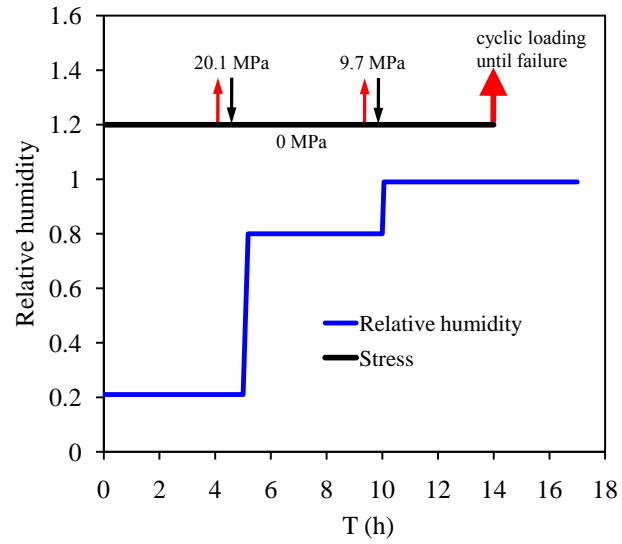 cyclic loading
until failure
20.1 MPa
9.7 MPa
0 MPa
1.6
1.4
1.2
1
0.8
0.6
0.4
0.2
0
Relative humidity
Relative humidity
Stress
0 2 4 6 8 10 12 14 16 18
T (h)